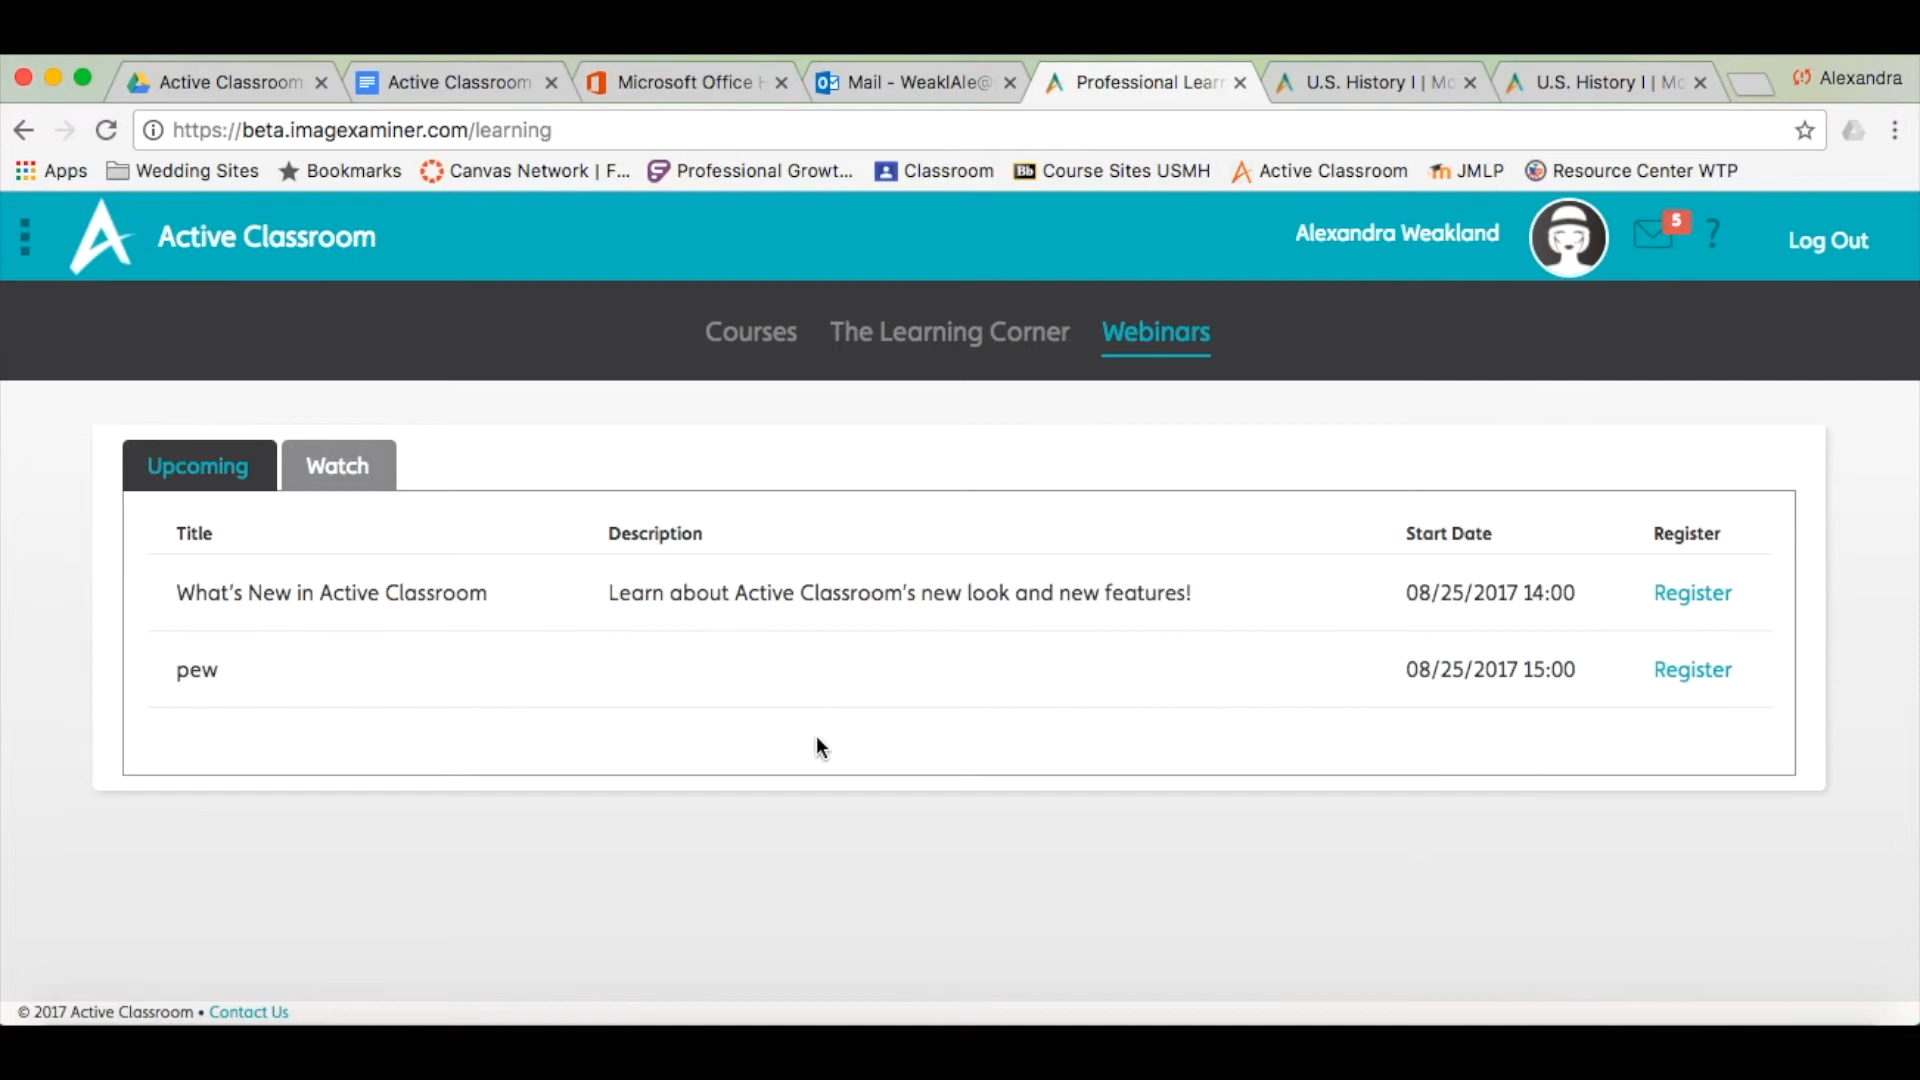 Active Classroom
Active Classroom
Microsoft Office H
Mail - WeaklAle@
Professional Lear
U.S. History I | Mo
U.S. History I | Mo
Alexandra
https://beta.imagexaminer.com/learning
Apps
Wedding Sites
Bookmarks
Canvas Network | F...
Professional Growt...
Classroom
Bb Course Sites USMH
Active Classroom
JMLP
Resource Center WTP
Active Classroom
Alexandra Weakland
5
?
Log Out
Courses
The Learning Corner
Webinars
Upcoming
Watch
Title Description Start Date Register
What's New in Active Classroom Learn about Active Classroom's new look and new features! 08/25/2017 14:00 Register
pew 08/25/2017 15:00 Register
© 2017 Active Classroom • Contact Us